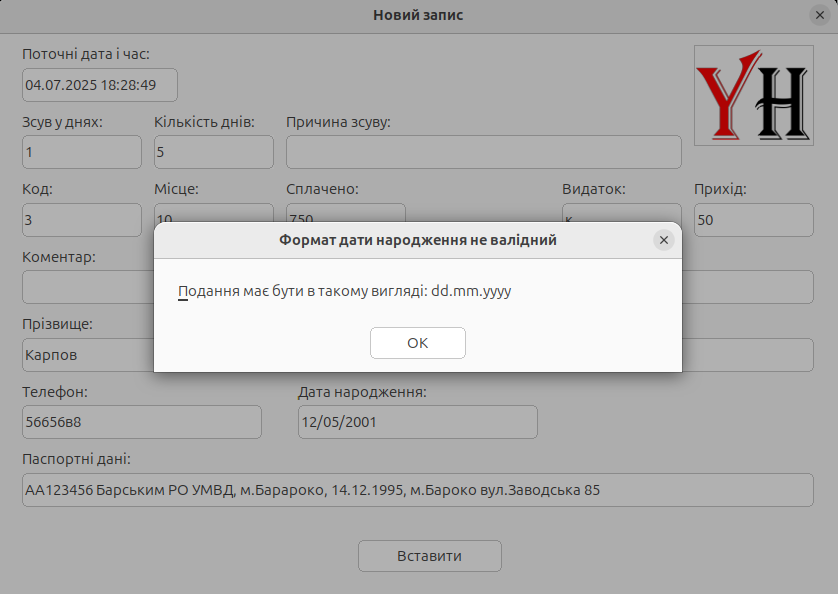 Новий запис
Поточні дата і час:
04.07.2025 18:28:49
YH
Зсув у днях: Кількість днів: Причина зсуву:
1 5
Код: Місце: Сплачено: Видаток: Прихід:
3 10 750 к 50
Формат дати народження не валідний
Коментар:
Подання має бути в такому вигляді: dd.mm.yyyy
Прізвище:
OK
Карпов
Телефон: Дата народження:
56656в8 12/05/2001
Паспортні дані:
АА123456 Барським РО УМВД, м.Барароко, 14.12.1995, м.Бароко вул.Заводська 85
Вставити